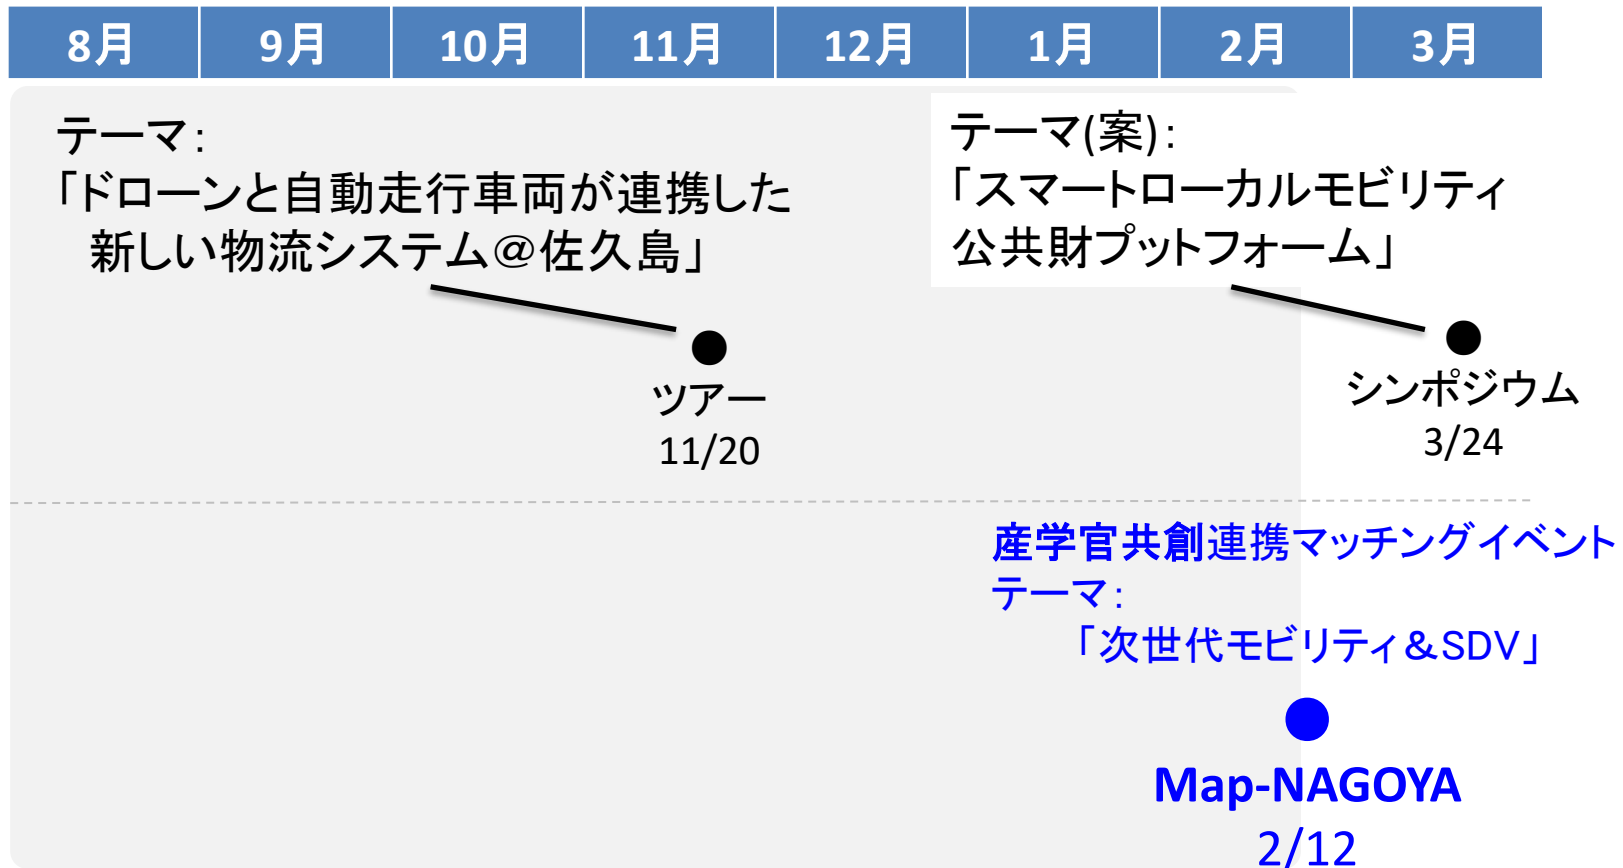 8月 9月 10月 11月 12月 1月 2月 3月
テーマ：
「ドローンと自動走行車両が連携した
新しい物流システム＠佐久島」
テーマ(案)：
「スマートローカルモビリティ
公共財プットフォーム」
ツアー
11/20
シンポジウム
3/24
産学官共創連携マッチングイベント
テーマ：
「次世代モビリティ&SDV」
Map-NAGOYA
2/12